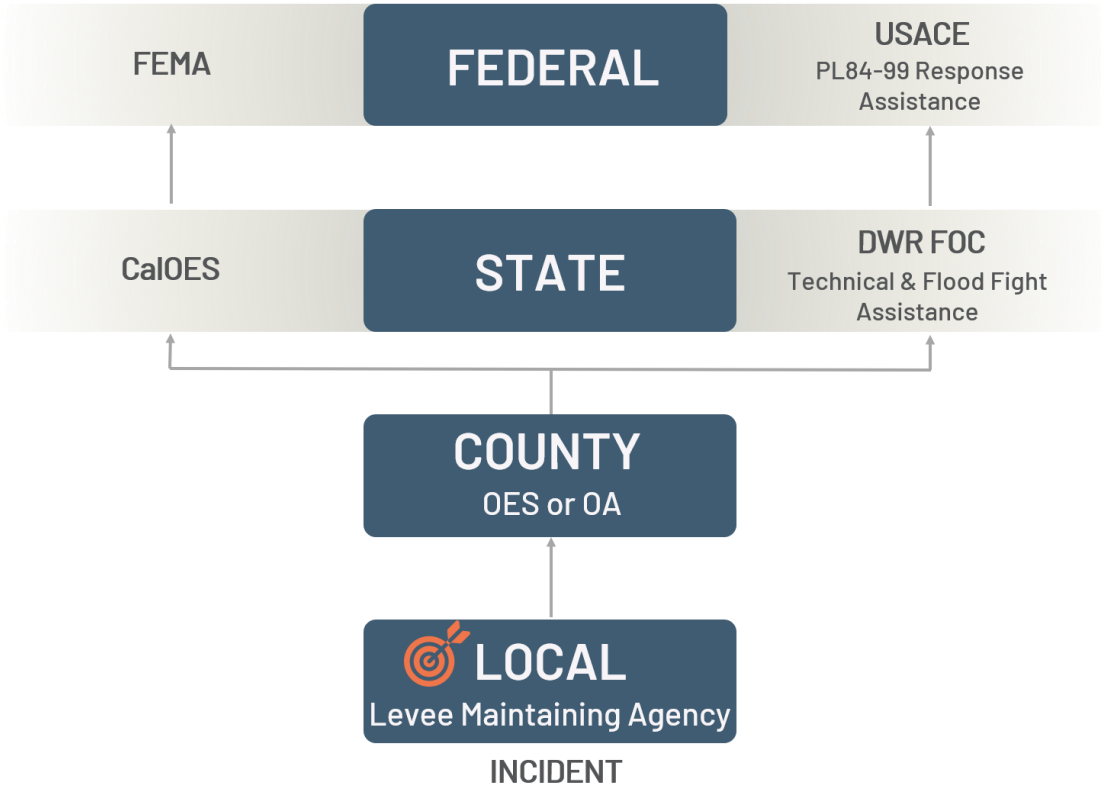 FEMA
FEDERAL
USACE
PL84-99 Response
Assistance
CalOES
STATE
DWR FOC
Technical & Flood Fight
Assistance
COUNTY
OES or OA
LOCAL
Levee Maintaining Agency
INCIDENT